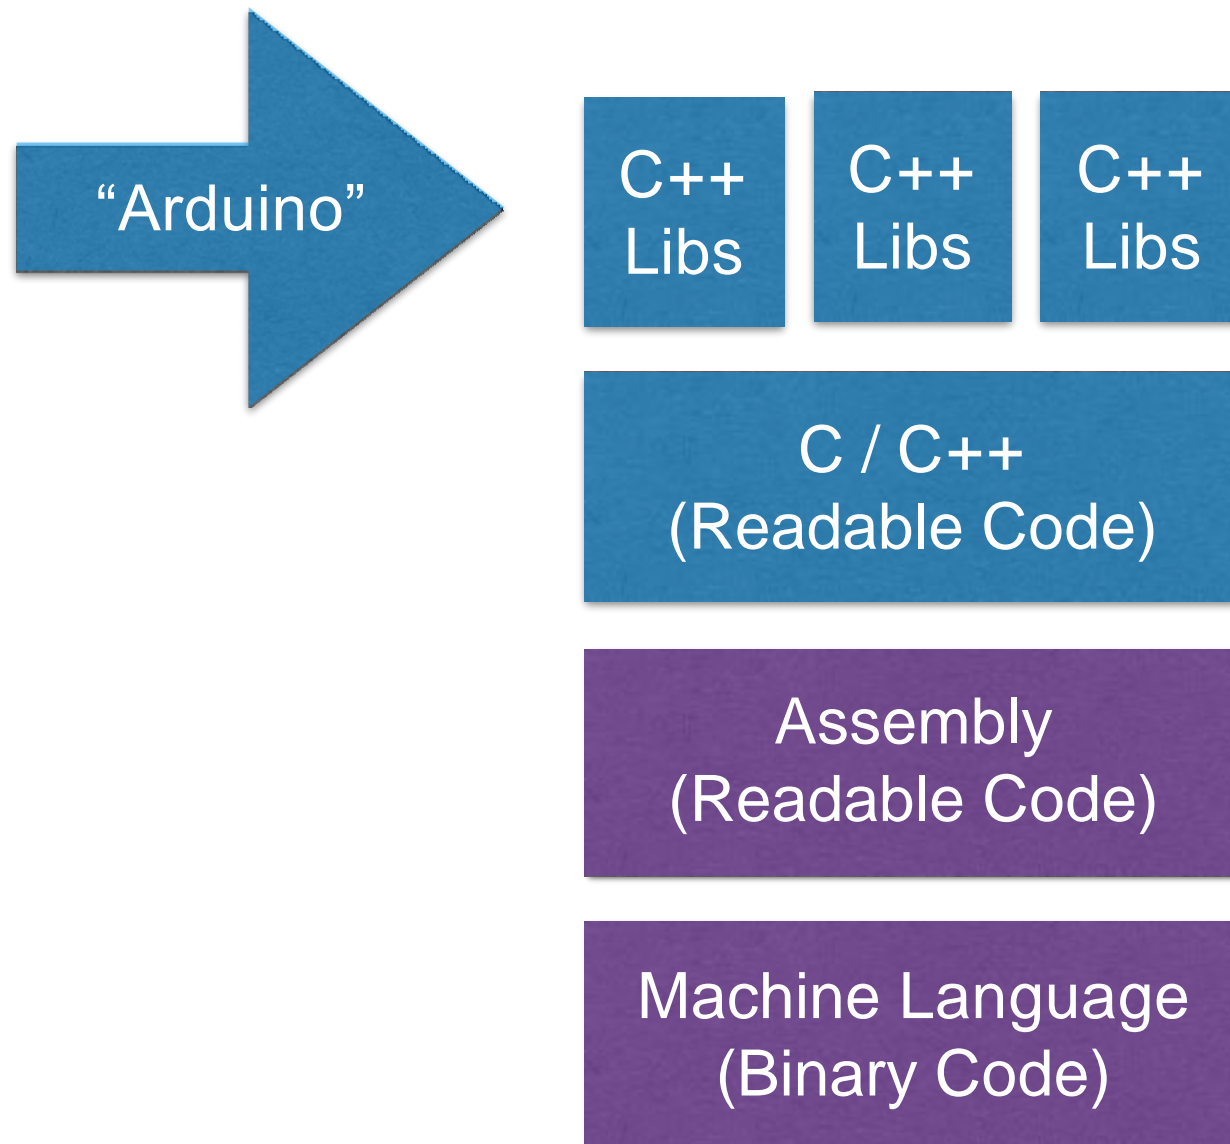 “Arduino”
C++
Libs
C++
Libs
C++
Libs
C / C++
(Readable Code)
Assembly
(Readable Code)
Machine Language
(Binary Code)